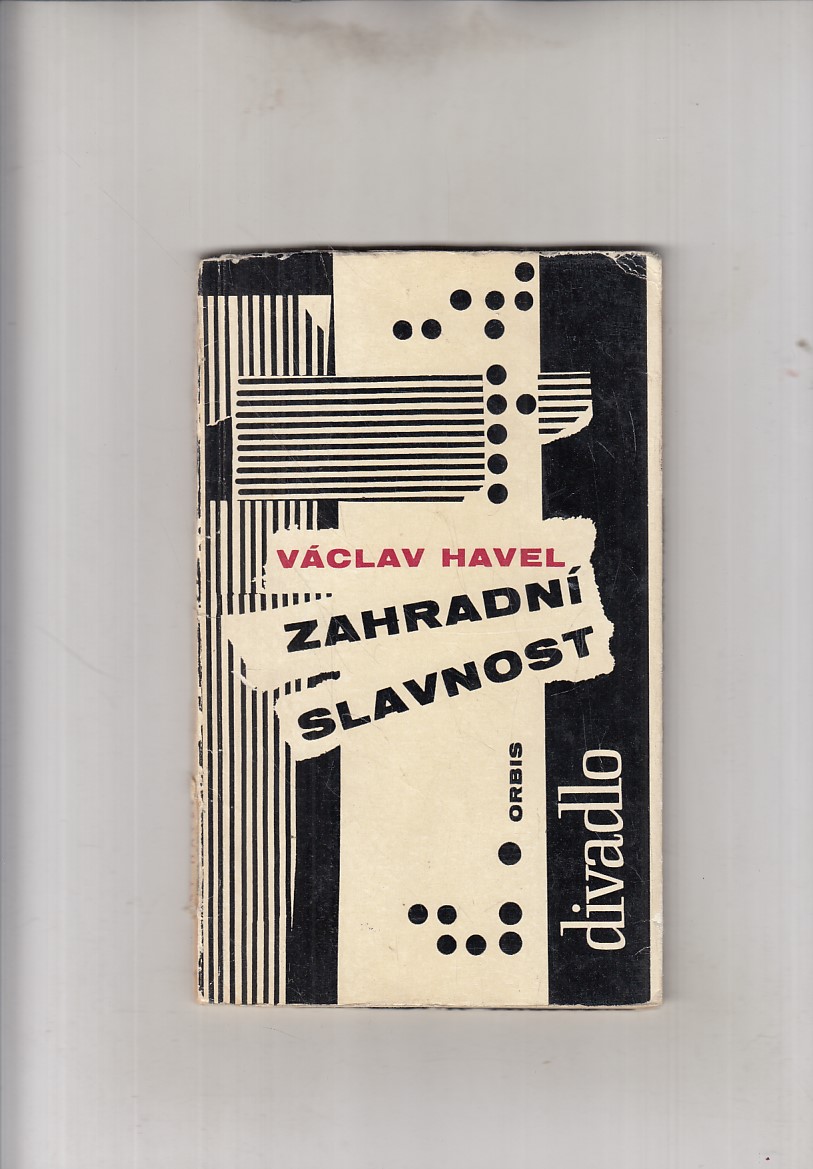 VÁCLAV HAVEL
ZAHRADNÍ
SLAVNOST
ORBIS
divadlo